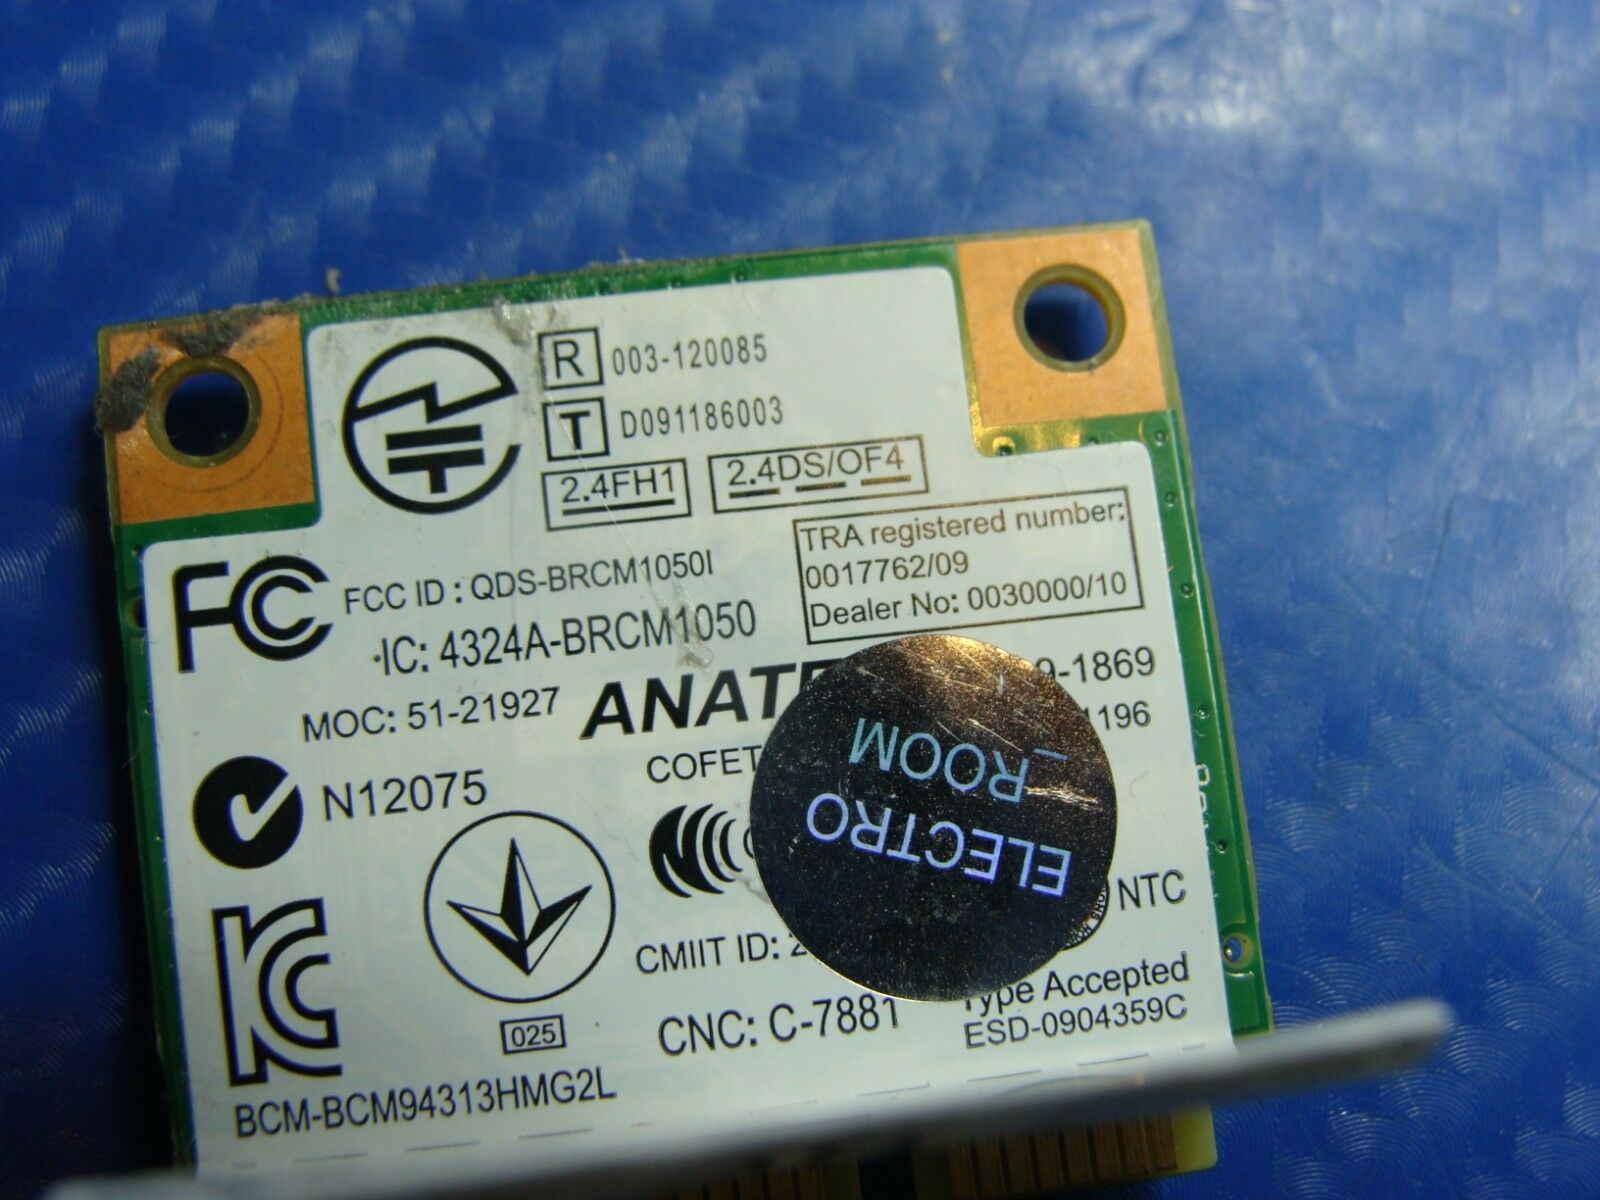 R 003-120085
T D091186003
2.4FH1 2.4DS/OF4
TRA registered number:
0017762/09
Dealer No: 0030000/10
FC FCC ID : QDS-BRCM1050I
IC: 4324A-BRCM1050
MOC: 51-21927
9-1869
1196
N12075
ELECTRO
_ROOM
NTC
CMIIT ID:
CNC: C-7881
Type Accepted
ESD-0904359C
025
BCM-BCM94313HMG2L